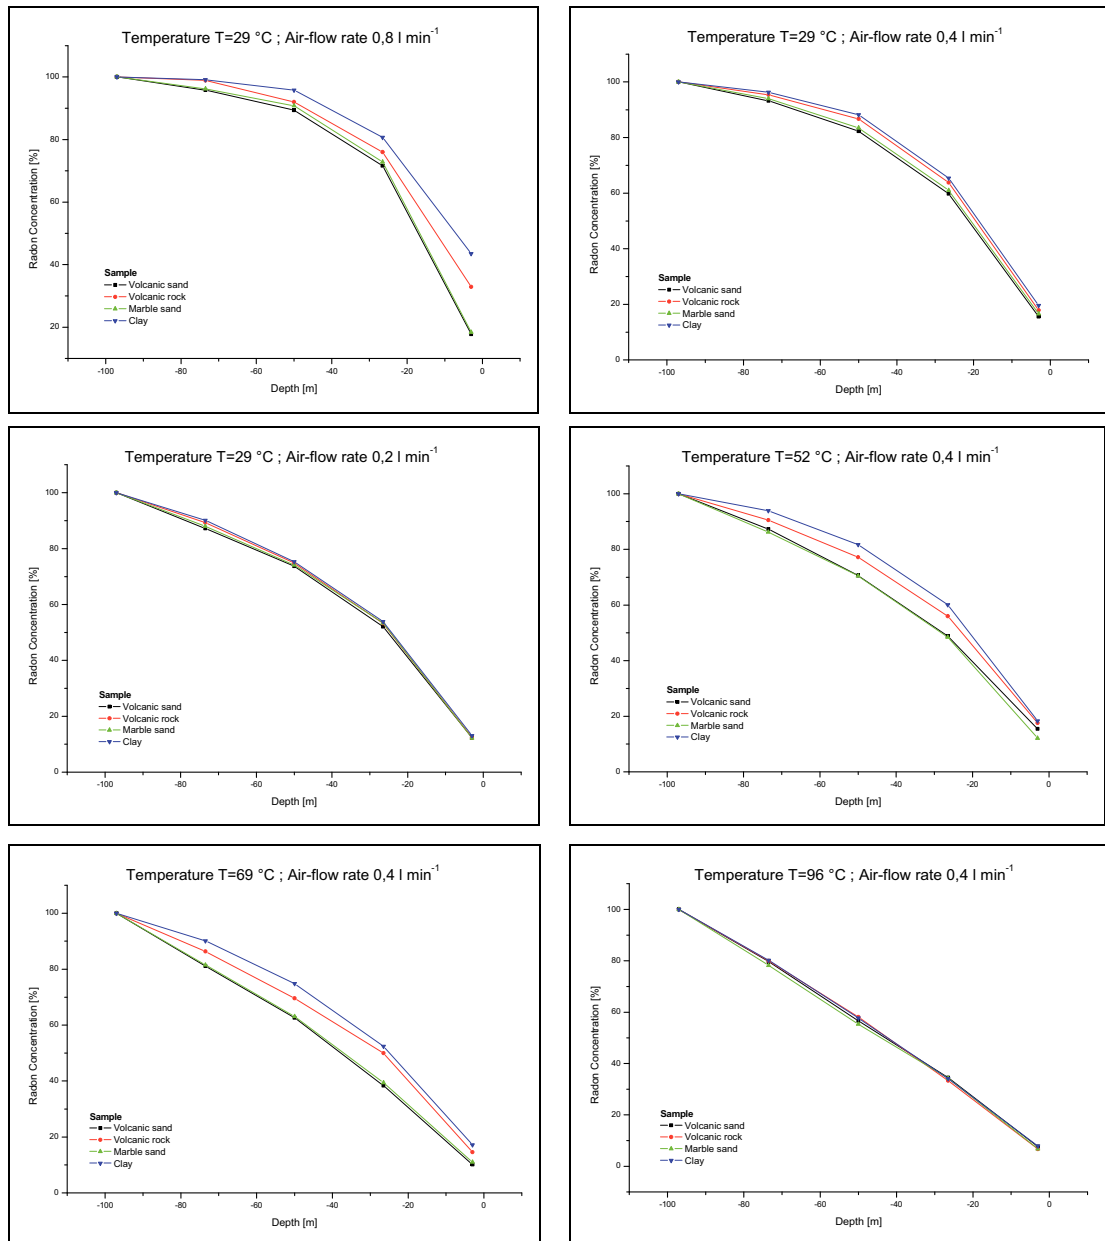 Temperature T=29 °C ; Air-flow rate 0,8 l min⁻¹
Radon Concentration [%]
100
80
60
40
20
Sample
Volcanic sand
Volcanic rock
Marble sand
Clay
-100 -80 -60 -40 -20 0
Depth [m]
Temperature T=29 °C ; Air-flow rate 0,4 l min⁻¹
Radon Concentration [%]
100
80
60
40
20
0
Sample
Volcanic sand
Volcanic rock
Marble sand
Clay
-100 -80 -60 -40 -20 0
Depth [m]
Temperature T=29 °C ; Air-flow rate 0,2 l min⁻¹
Radon Concentration [%]
100
80
60
40
20
0
Sample
Volcanic sand
Volcanic rock
Marble sand
Clay
-100 -80 -60 -40 -20 0
Depth [m]
Temperature T=52 °C ; Air-flow rate 0,4 l min⁻¹
Radon Concentration [%]
100
80
60
40
20
0
Sample
Volcanic sand
Volcanic rock
Marble sand
Clay
-100 -80 -60 -40 -20 0
Depth [m]
Temperature T=69 °C ; Air-flow rate 0,4 l min⁻¹
Radon Concentration [%]
100
80
60
40
20
0
Sample
Volcanic sand
Volcanic rock
Marble sand
Clay
-100 -80 -60 -40 -20 0
Depth [m]
Temperature T=96 °C ; Air-flow rate 0,4 l min⁻¹
Radon Concentration [%]
100
80
60
40
20
0
Sample
Volcanic sand
Volcanic rock
Marble sand
Clay
-100 -80 -60 -40 -20 0
Depth [m]